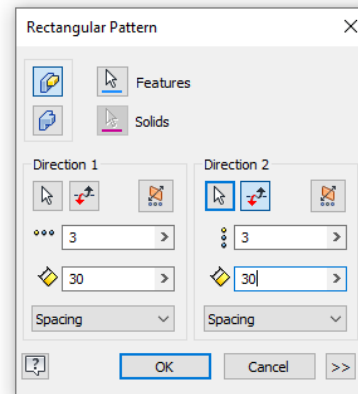 Rectangular Pattern
Features
Solids
Direction 1
Direction 2
3
3
30
30
Spacing
Spacing
? OK Cancel >>